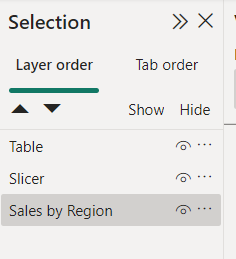 Selection
Layer order Tab order
Show Hide
Table
Slicer
Sales by Region